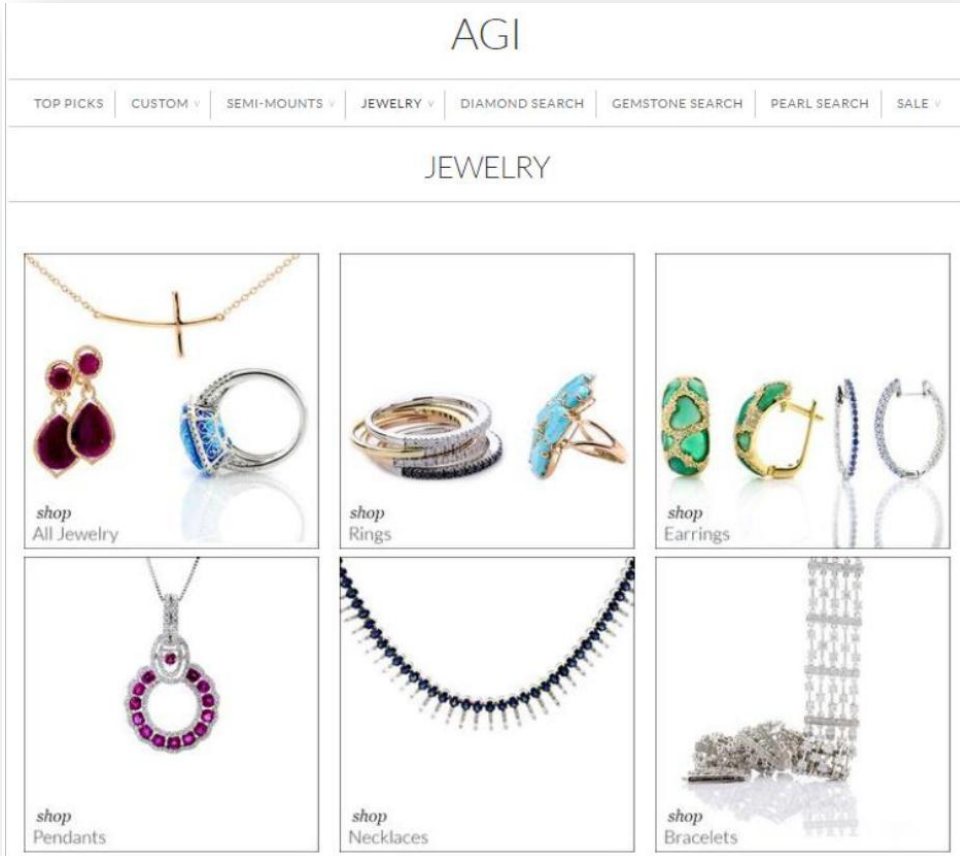 AGI
TOP PICKS CUSTOM ∨ SEMI-MOUNTS ∨ JEWELRY ∨ DIAMOND SEARCH GEMSTONE SEARCH PEARL SEARCH SALE ∨
JEWELRY
shop
All Jewelry
shop
Rings
shop
Earrings
shop
Pendants
shop
Necklaces
shop
Bracelets